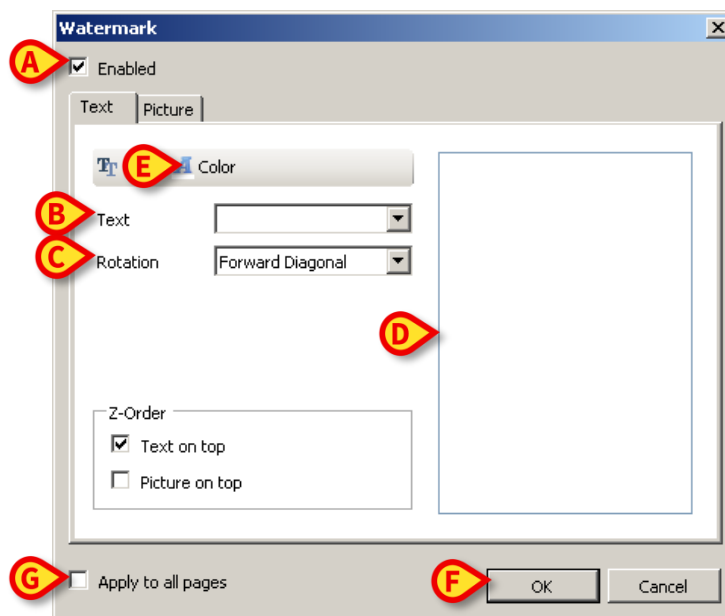 Watermark
A
Enabled
Text Picture
E Color
B Text
C Rotation Forward Diagonal
D
Z-Order
Text on top
Picture on top
G Apply to all pages
F OK Cancel